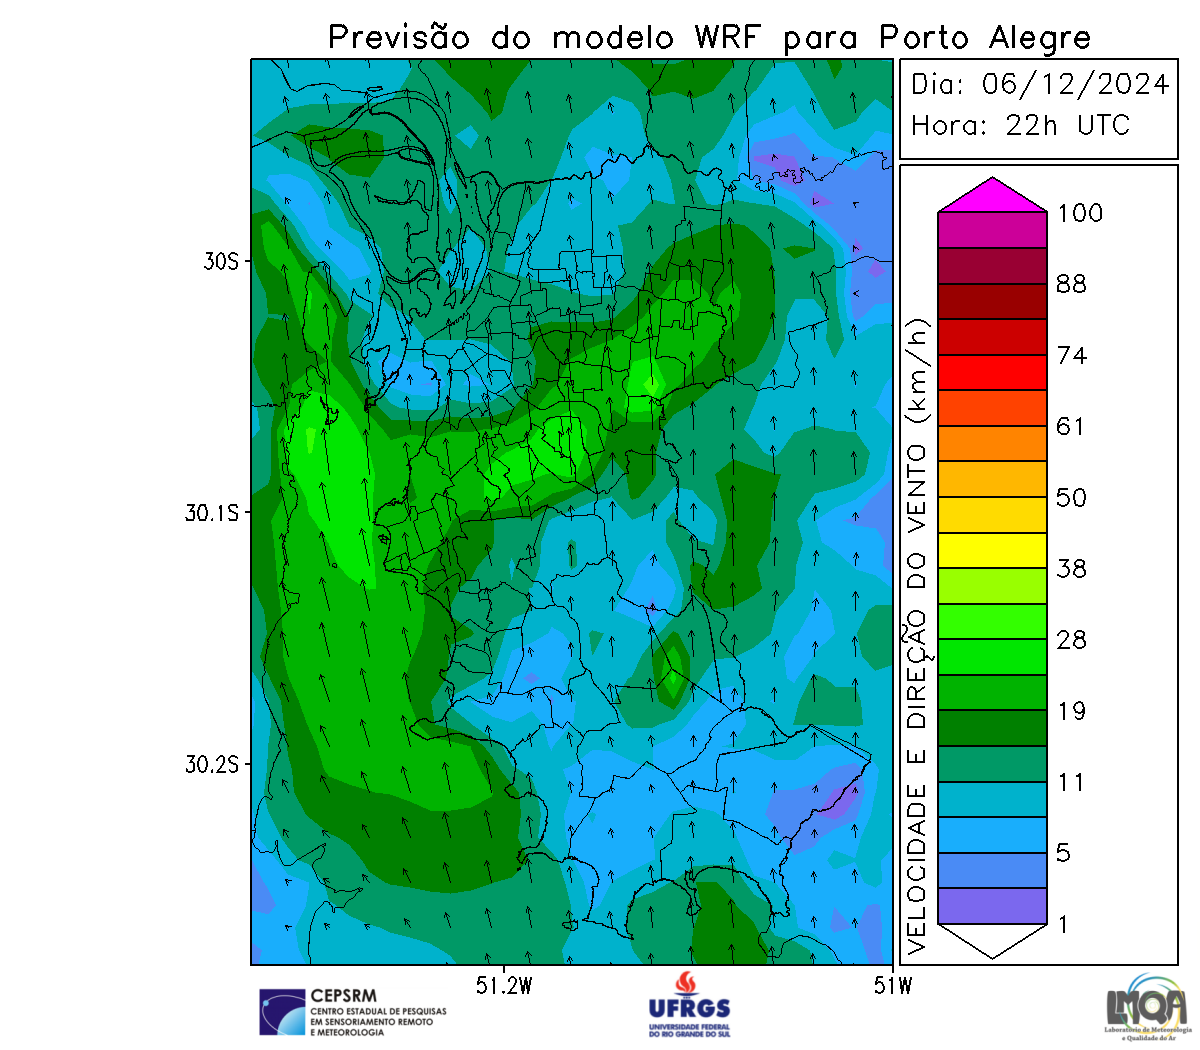 Previsão do modelo WRF para Porto Alegre
Dia: 06/12/2024
Hora: 22h UTC
30S
30.1S
30.2S
51.2W
51W
VELOCIDADE E DIREÇÃO DO VENTO (km/h)
100
88
74
61
50
38
28
19
11
5
1
CEPSRM
CENTRO ESTADUAL DE PESQUISAS
EM SENSORIAMENTO REMOTO
E METEOROLOGIA
UFRGS
UNIVERSIDADE FEDERAL
DO RIO GRANDE DO SUL
LMQA
Laboratório de Meteorologia
e Qualidade do Ar